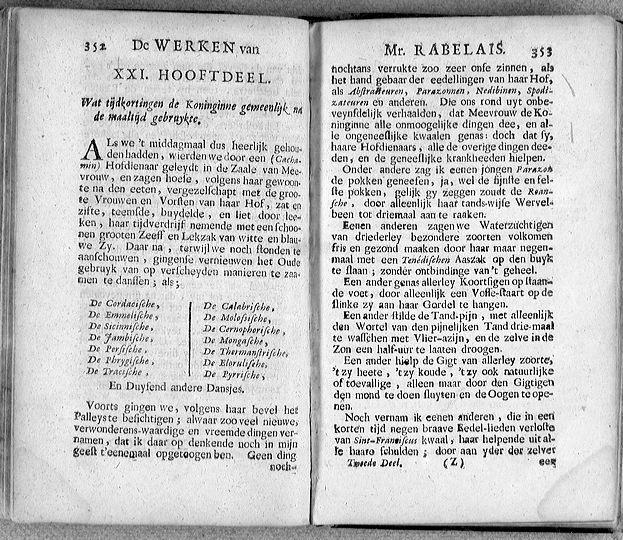 352 De WERKEN van
XXI. HOOFTDEEL.
Wat tijdkortingen de Koninginne gemeenlijk na
de maaltijd gebruykte.
ALs we 't middagmaal dus heerlijk gehou-
den hadden, wierden we door een (Cacha-
min) Hofdienaar geleydt in de Zaale van Mee-
vrouw, en zagen hoese, volgens haar gewoon-
te na den eeten, vergezelschapt met de groo-
te Vrouwen en Vorsten van haar Hof, zat en
zifte, teemsde, buydelde, en liet door lee-
ken, haar tijdverdrijf nemende met een schoo-
nen grooten Zeeff en Lekzak van witte en blau-
we Zy. Daar na, terwijl we noch stonden te
aanschouwen, gingense vernieuwen het Oude
gebruyk van op verscheyden manieren te zaa-
men te dansen; als;
De Cordacische,
De Emmelische,
De Sicinnische,
De Jambische,
De Persische,
De Phrygische,
De Tracische,
De Calabrische,
De Molossische,
De Cernophorische,
De Mongasche,
De Thermanstrische,
De Florulische,
De Pyrrische,
En Duysend andere Dansjes.
Voorts gingen we, volgens haar bevel het
Palleys te besichtigen; alwaar zoo veel nieuwe,
verwonderens-waardige en vreemde dingen ver-
namen, dat ik daar op denkende noch in mijn
geest t'eenemaal opgetoogen ben. Geen ding
noch-
Mr. RABELAIS. 353
nochtans verrukte zoo zeer onse zinnen, als
het hand gebaar der eedellingen van haar Hof,
als Abstracteuren, Parazonnen, Nedibinen, Spodi-
zateuren en anderen. Die ons rond uyt onbe-
veynsdelijk verhaalden, dat Meevrouw de Ko-
ninginne alle onmoogelijke dingen dee, en al-
le ongeneeslijke kwaalen genas: doch dat sy,
haare Hofdienaars, alle de overige dingen dee-
den, en de geneeslijke krankheeden hielpen.
Onder andere zag ik eenen jongen Parazon
de pokken geneesen, ja, wel de fijnste en fel-
ste pokken, gelijk gy zeggen zoudt de Roan-
sche, door alleenlijk haar tands-wijse Wervel-
been tot driemaal aan te raaken.
Eenen anderen zagen we Waterzuchtigen
van driederley bezondere zoorten volkomen
fris en gezond maaken door haar maar negen-
maal met een Tenédischen Aaszak op den buyk
te slaan; zonder ontbindinge van 't geheel.
Een ander genas allerley Koortsigen op staan-
de voet, door alleenlijk een Vosse-staart op de
slinke zy aan haar Gordel te hangen.
Een ander stilde de Tand-pijn, met alleenlijk
den Wortel van den pijnelijken Tand drie-maal
te wasschen met Vlier-azijn, en de zelve in de
Zon een half-uur te laaten droogen.
Een ander hielp de Gigt van allerley zoorte,
't zy heete, 't zy koude, 't zy ook natuurlijke
of toevallige, alleen maar door den Gigtigen
den mond te doen sluyten en de Oogen te ope-
nen.
Noch vernam ik eenen anderen, die in een
korten tijd negen braave Eedel-lieden verloste
van Sint-Franciscus kwaal, haar helpende uit al-
le haare schulden; door aan yder der zelver
Tweede Deel. (Z) een